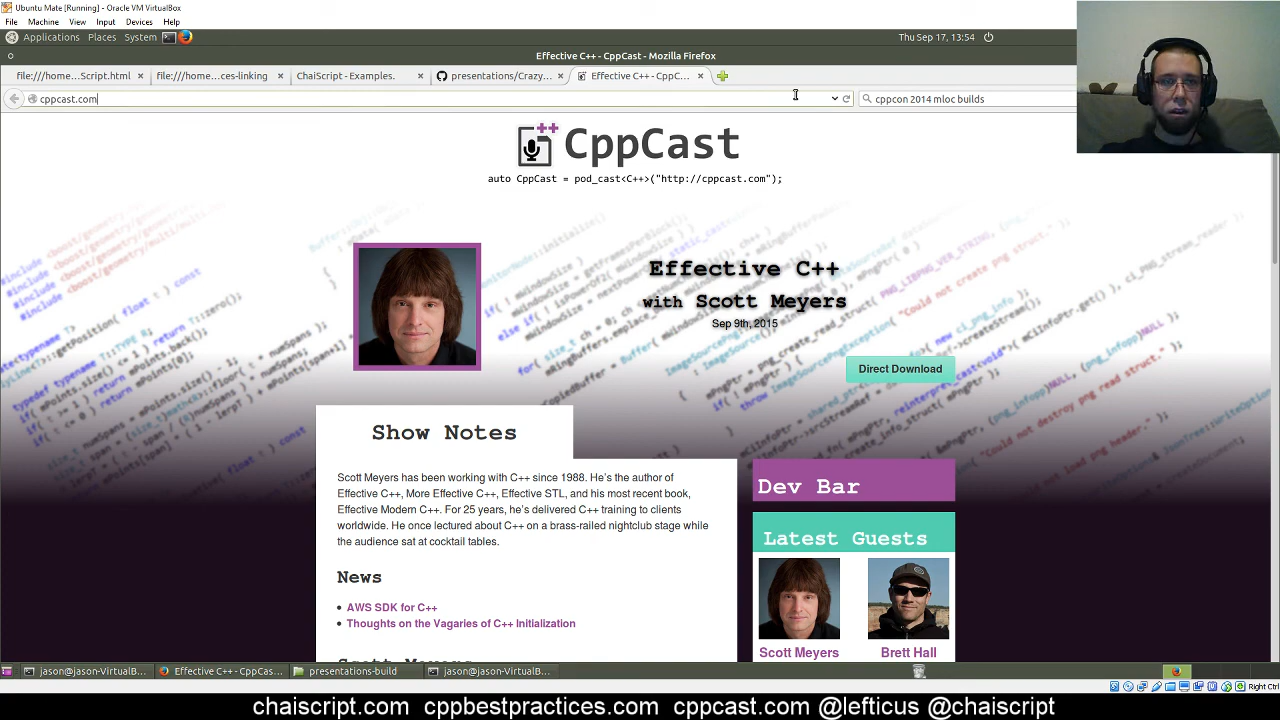 Ubuntu Mate [Running] - Oracle VM VirtualBox
File Machine View Input Devices Help
Applications Places System Thu Sep 17, 13:54
Effective C++ - CppCast - Mozilla Firefox
file:///home...Script.html file:///home...ces-linking ChaiScript - Examples. presentations/Crazy... Effective C++ - CppC...
cppcast.com cppcon 2014 mloc builds
CppCast
auto CppCast = pod_cast<C++>("http://cppcast.com");
Effective C++
with Scott Meyers
Sep 9th, 2015
Direct Download
Show Notes
Scott Meyers has been working with C++ since 1988. He's the author of
Effective C++, More Effective C++, Effective STL, and his most recent book,
Effective Modern C++. For 25 years, he's delivered C++ training to clients
worldwide. He once lectured about C++ on a brass-railed nightclub stage while
the audience sat at cocktail tables.
News
• AWS SDK for C++
• Thoughts on the Vagaries of C++ Initialization
Scott Meyers
Dev Bar
Latest Guests
Scott Meyers Brett Hall
jason@jason-VirtualB... Effective C++ - CppCas... presentations-build jason@jason-VirtualB...
Right Ctrl
chaiscript.com cppbestpractices.com cppcast.com @lefticus @chaiscript